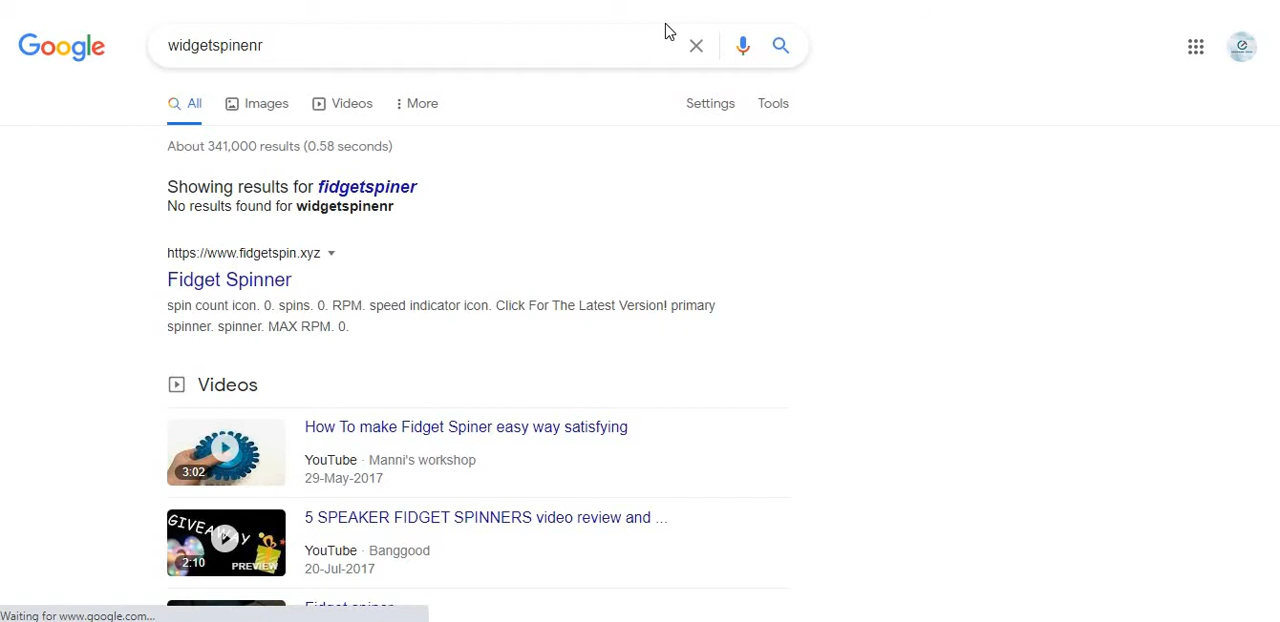 Google
widgetspinenr
All Images Videos More Settings Tools
About 341,000 results (0.58 seconds)
Showing results for fidgetspiner
No results found for widgetspinenr
https://www.fidgetspin.xyz
Fidget Spinner
spin count icon. 0. spins. 0. RPM. speed indicator icon. Click For The Latest Version! primary
spinner. spinner. MAX RPM. 0.
Videos
How To make Fidget Spiner easy way satisfying
YouTube · Manni's workshop
29-May-2017
3:02
5 SPEAKER FIDGET SPINNERS video review and ...
GIVEAWAY
YouTube · Banggood
2:10
PREVIEW
20-Jul-2017
Fidget spiner
Waiting for www.google.com...